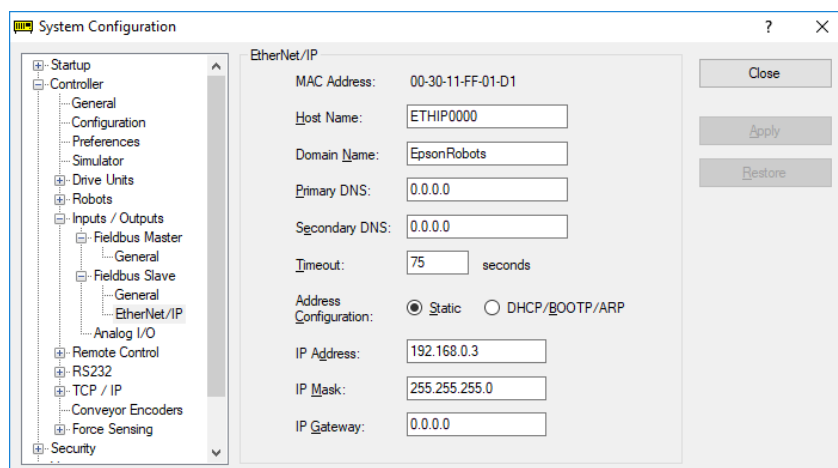 System Configuration
? X
Startup
Controller
General
Configuration
Preferences
Simulator
Drive Units
Robots
Inputs / Outputs
Fieldbus Master
General
Fieldbus Slave
General
EtherNet/IP
Analog I/O
Remote Control
RS232
TCP / IP
Conveyor Encoders
Force Sensing
Security
EtherNet/IP
MAC Address: 00-30-11-FF-01-D1
Host Name: ETHIP0000
Domain Name: EpsonRobots
Primary DNS: 0.0.0.0
Secondary DNS: 0.0.0.0
Timeout: 75 seconds
Address
Configuration: Static DHCP/BOOTP/ARP
IP Address: 192.168.0.3
IP Mask: 255.255.255.0
IP Gateway: 0.0.0.0
Close
Apply
Restore